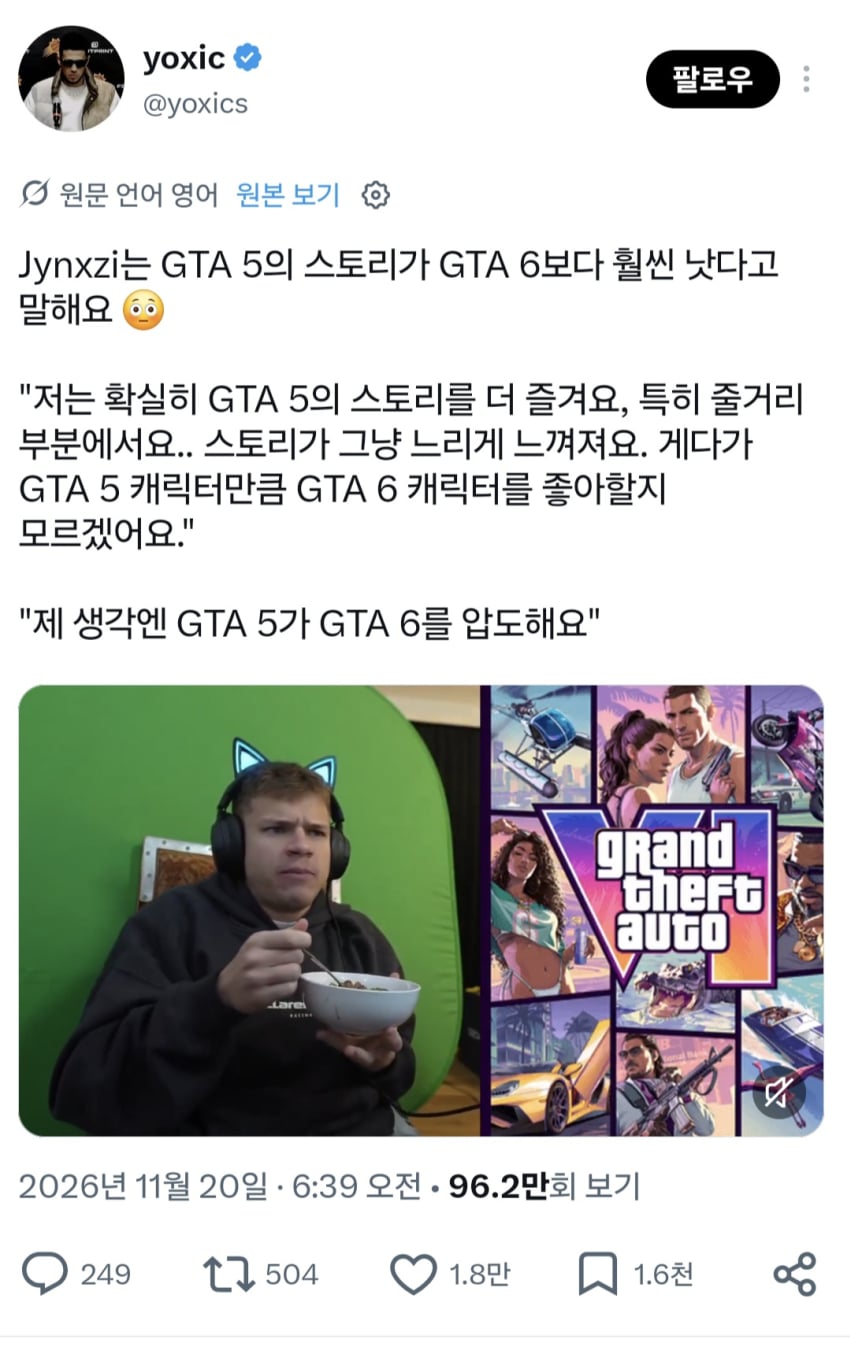 yoxic
@yoxics
팔로우
원문 언어 영어 원본 보기
Jynxzi는 GTA 5의 스토리가 GTA 6보다 훨씬 낫다고
말해요 😳
"저는 확실히 GTA 5의 스토리를 더 즐겨요, 특히 줄거리
부분에서요.. 스토리가 그냥 느리게 느껴져요. 게다가
GTA 5 캐릭터만큼 GTA 6 캐릭터를 좋아할지
모르겠어요."
"제 생각엔 GTA 5가 GTA 6를 압도해요"
VI
grand
theft
auto
2026년 11월 20일 · 6:39 오전 · 96.2만회 보기
249 504 1.8만 1.6천